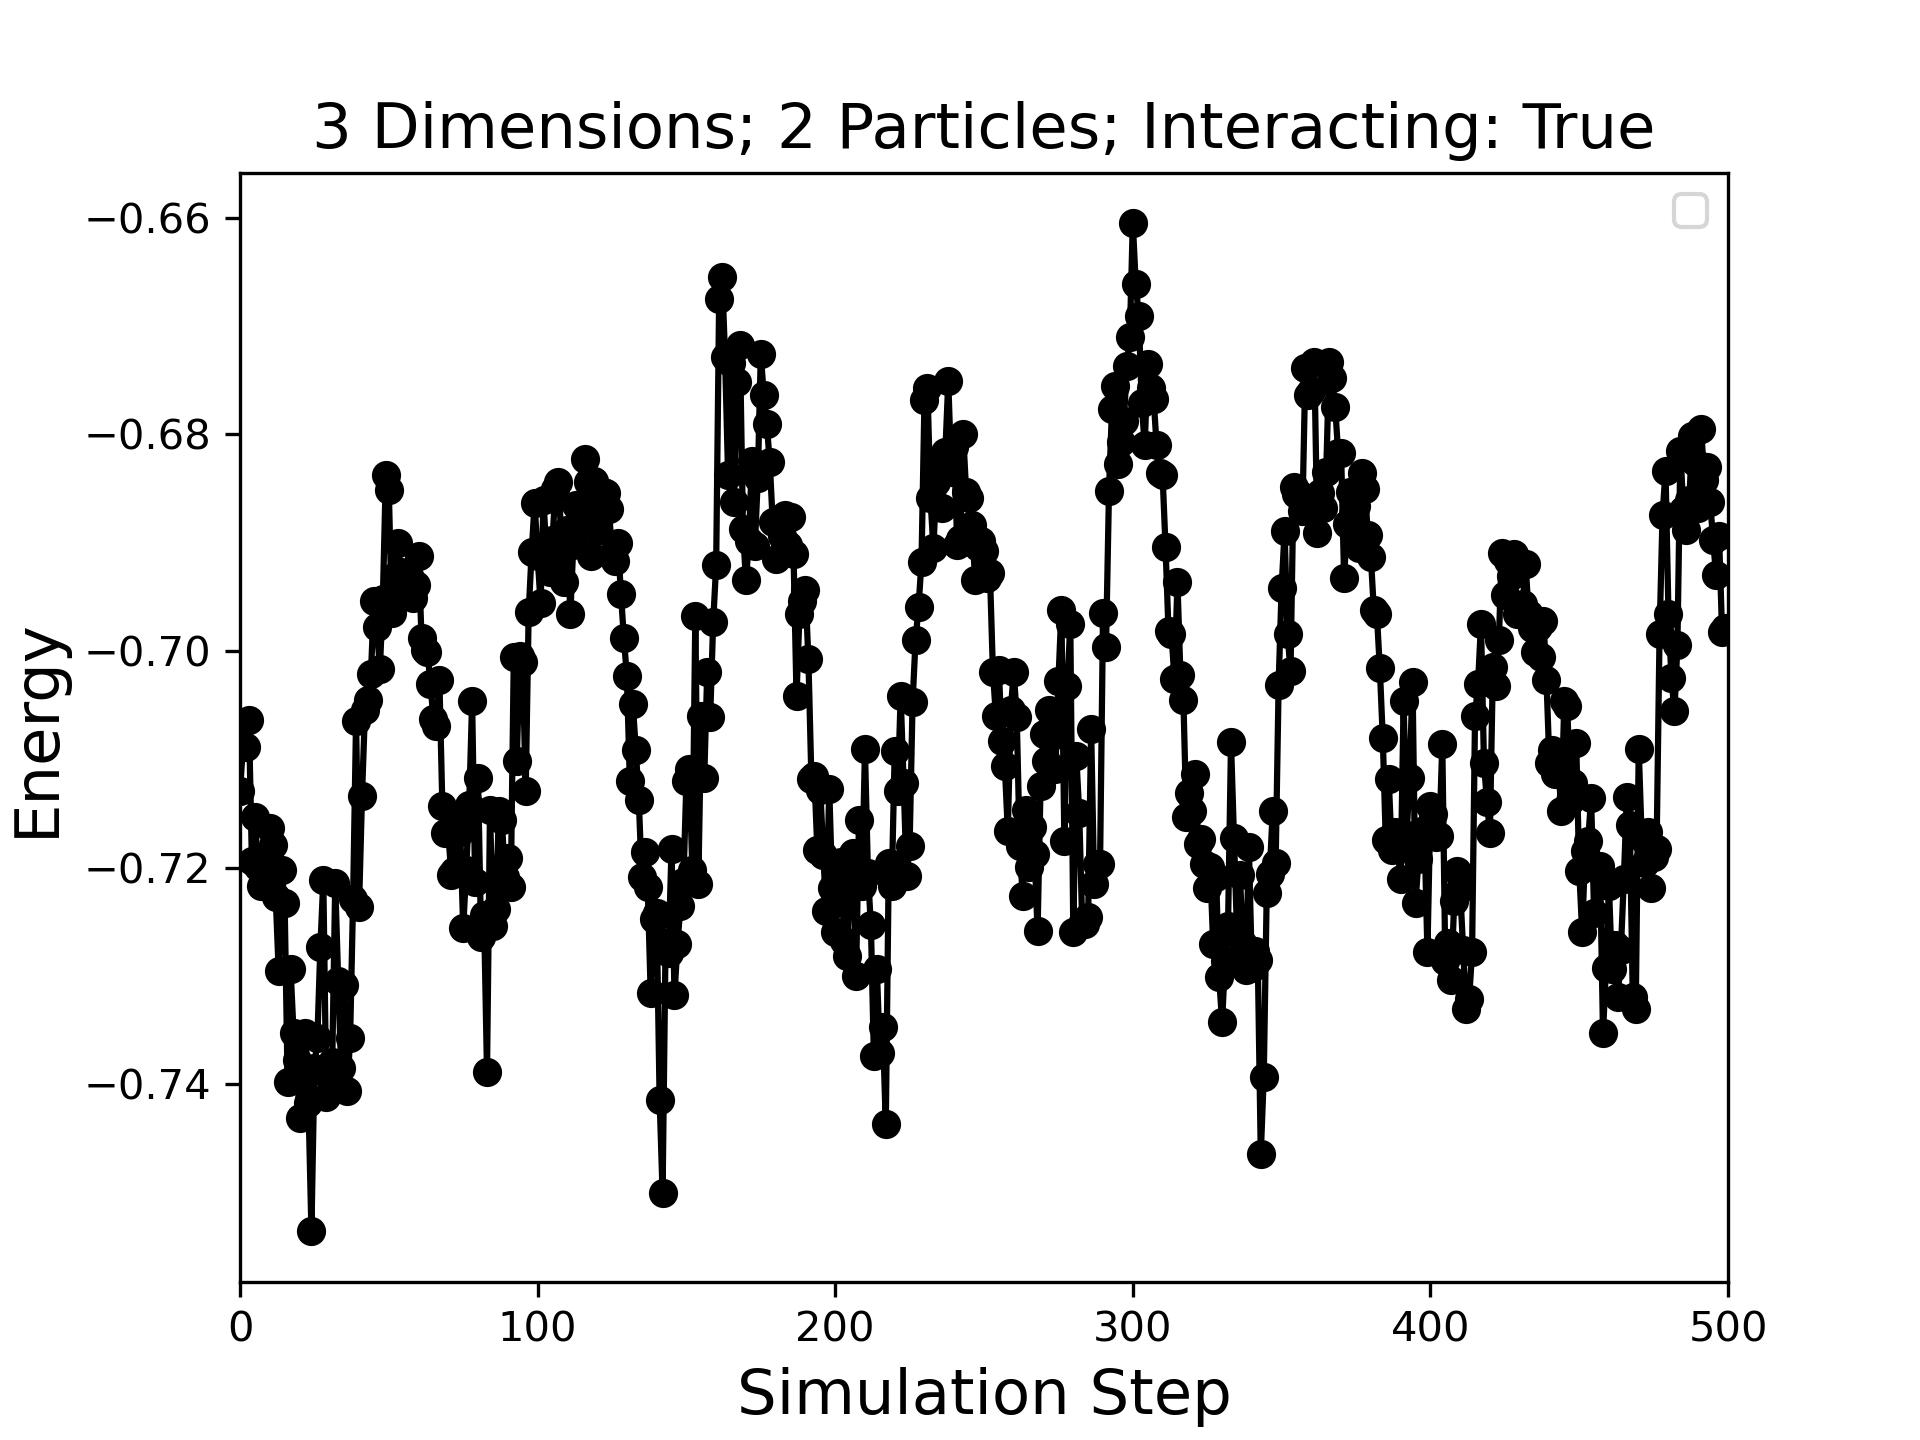 3 Dimensions; 2 Particles; Interacting: True
−0.66
−0.68
−0.70
−0.72
−0.74
Energy
0 100 200 300 400 500
Simulation Step